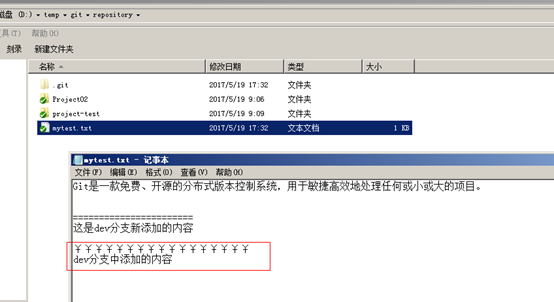 磁盘 (D:) ▸ temp ▸ git ▸ repository ▸
具(T) 帮助(H)
刻录 新建文件夹
名称 修改日期 类型 大小
.git 2017/5/19 17:32 文件夹
Project02 2017/5/19 9:06 文件夹
project-test 2017/5/19 9:09 文件夹
mytest.txt 2017/5/19 17:32 文本文档 1 KB
mytest.txt - 记事本
文件(F) 编辑(E) 格式(O) 查看(V) 帮助(H)
Git是一款免费、开源的分布式版本控制系统，用于敏捷高效地处理任何或小或大的项目。
=======================
这是dev分支新添加的内容
￥￥￥￥￥￥￥￥￥￥￥￥￥￥￥￥￥
dev分支中添加的内容